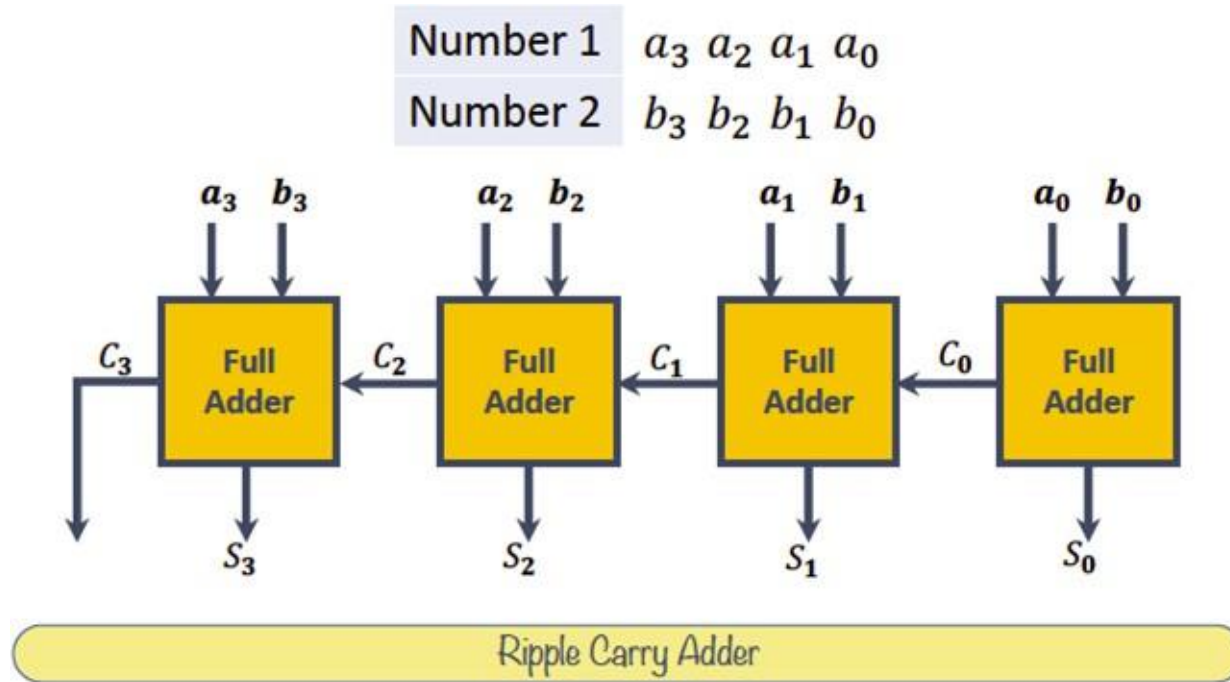 Number 1 a₃ a₂ a₁ a₀
Number 2 b₃ b₂ b₁ b₀
a₃ b₃ a₂ b₂ a₁ b₁ a₀ b₀
C₃ Full Adder C₂ Full Adder C₁ Full Adder C₀ Full Adder
S₃ S₂ S₁ S₀
Ripple Carry Adder